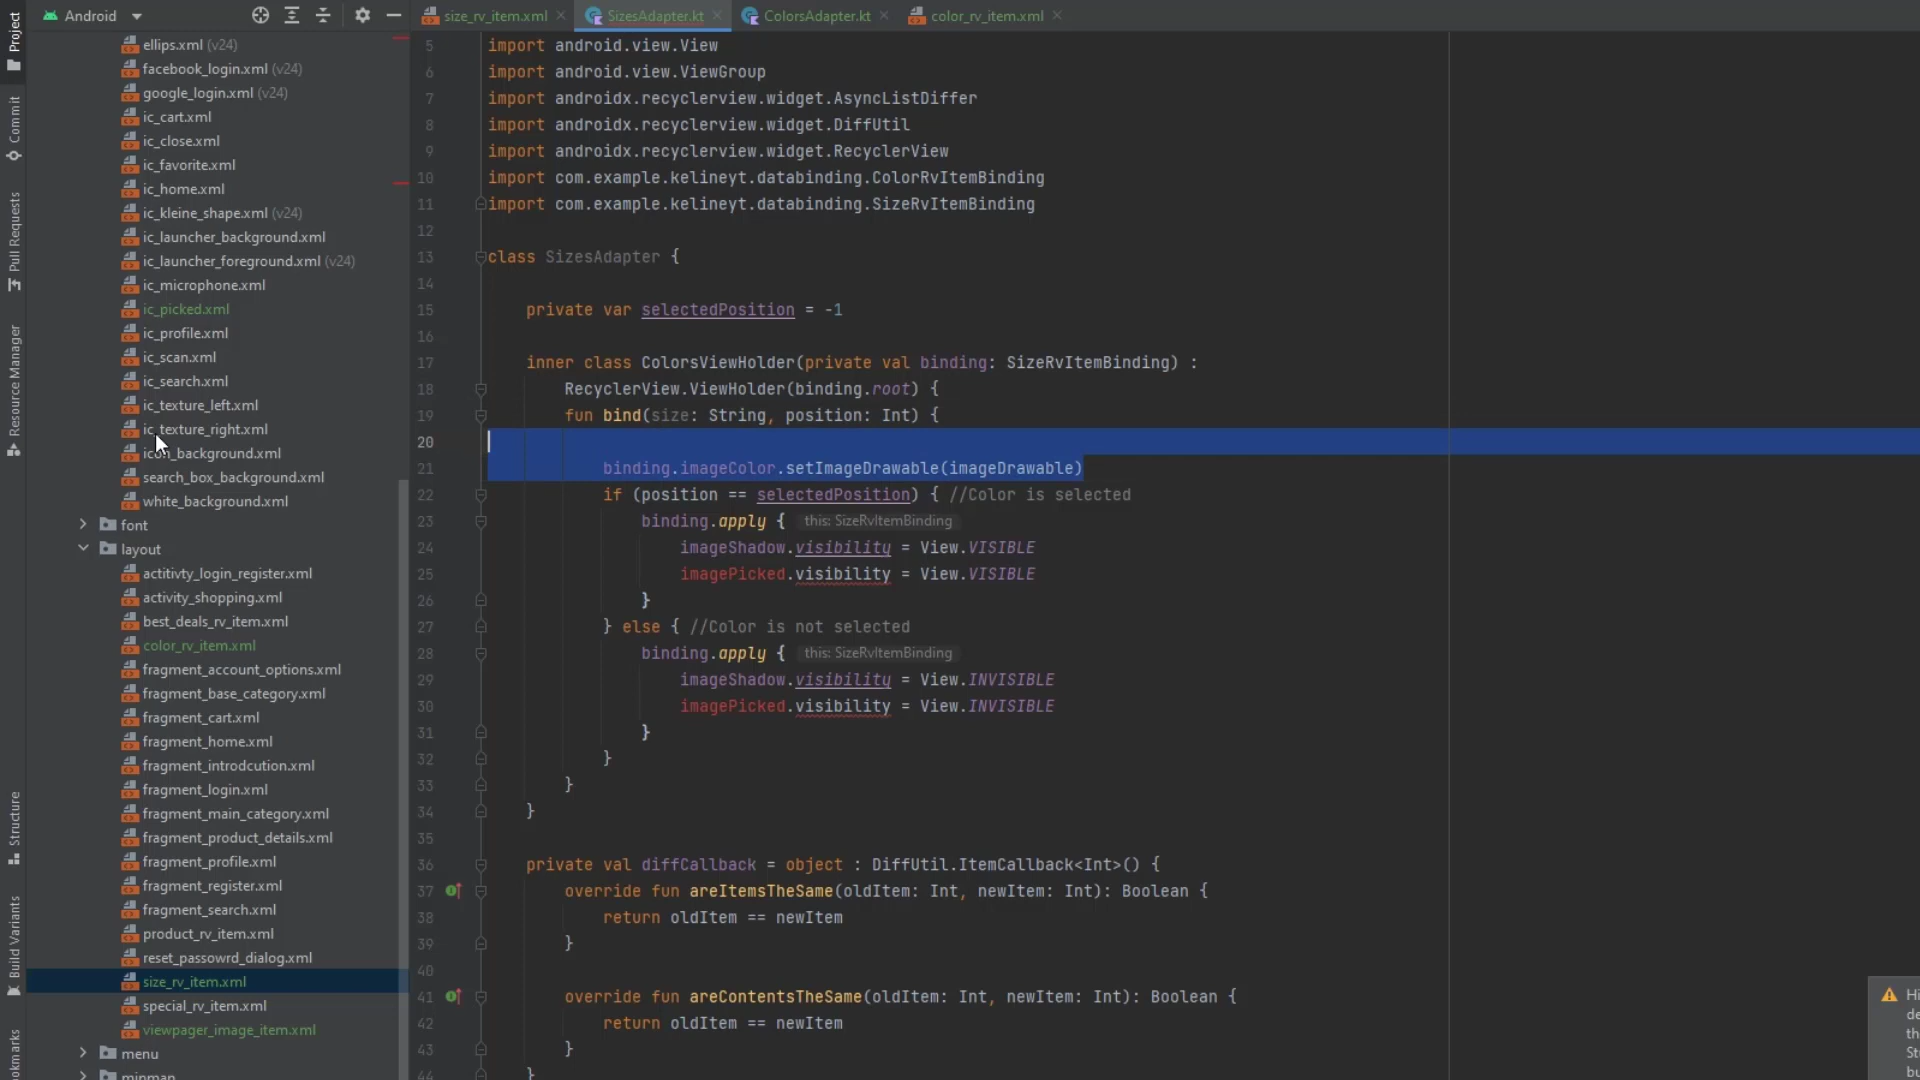 Project
Commit
Pull Requests
Resource Manager
Structure
Build Variants
Android
ellips.xml (v24)
facebook_login.xml (v24)
google_login.xml (v24)
ic_cart.xml
ic_close.xml
ic_favorite.xml
ic_home.xml
ic_kleine_shape.xml (v24)
ic_launcher_background.xml
ic_launcher_foreground.xml (v24)
ic_microphone.xml
ic_picked.xml
ic_profile.xml
ic_scan.xml
ic_search.xml
ic_texture_left.xml
ic_texture_right.xml
icon_background.xml
search_box_background.xml
white_background.xml
font
layout
actitivty_login_register.xml
activity_shopping.xml
best_deals_rv_item.xml
color_rv_item.xml
fragment_account_options.xml
fragment_base_category.xml
fragment_cart.xml
fragment_home.xml
fragment_introdcution.xml
fragment_login.xml
fragment_main_category.xml
fragment_product_details.xml
fragment_profile.xml
fragment_register.xml
fragment_search.xml
product_rv_item.xml
reset_passowrd_dialog.xml
size_rv_item.xml
special_rv_item.xml
viewpager_image_item.xml
menu
size_rv_item.xml SizesAdapter.kt ColorsAdapter.kt color_rv_item.xml
5 import android.view.View
6 import android.view.ViewGroup
7 import androidx.recyclerview.widget.AsyncListDiffer
8 import androidx.recyclerview.widget.DiffUtil
9 import androidx.recyclerview.widget.RecyclerView
10 import com.example.kelineyt.databinding.ColorRvItemBinding
11 import com.example.kelineyt.databinding.SizeRvItemBinding
12
13 class SizesAdapter {
14
15 private var selectedPosition = -1
16
17 inner class ColorsViewHolder(private val binding: SizeRvItemBinding) :
18 RecyclerView.ViewHolder(binding.root) {
19 fun bind(size: String, position: Int) {
20
21 binding.imageColor.setImageDrawable(imageDrawable)
22 if (position == selectedPosition) { //Color is selected
23 binding.apply { this: SizeRvItemBinding
24 imageShadow.visibility = View.VISIBLE
25 imagePicked.visibility = View.VISIBLE
26 }
27 } else { //Color is not selected
28 binding.apply { this: SizeRvItemBinding
29 imageShadow.visibility = View.INVISIBLE
30 imagePicked.visibility = View.INVISIBLE
31 }
32 }
33 }
34 }
35
36 private val diffCallback = object : DiffUtil.ItemCallback<Int>() {
37 override fun areItemsTheSame(oldItem: Int, newItem: Int): Boolean {
38 return oldItem == newItem
39 }
40
41 override fun areContentsTheSame(oldItem: Int, newItem: Int): Boolean {
42 return oldItem == newItem
43 }
44 }